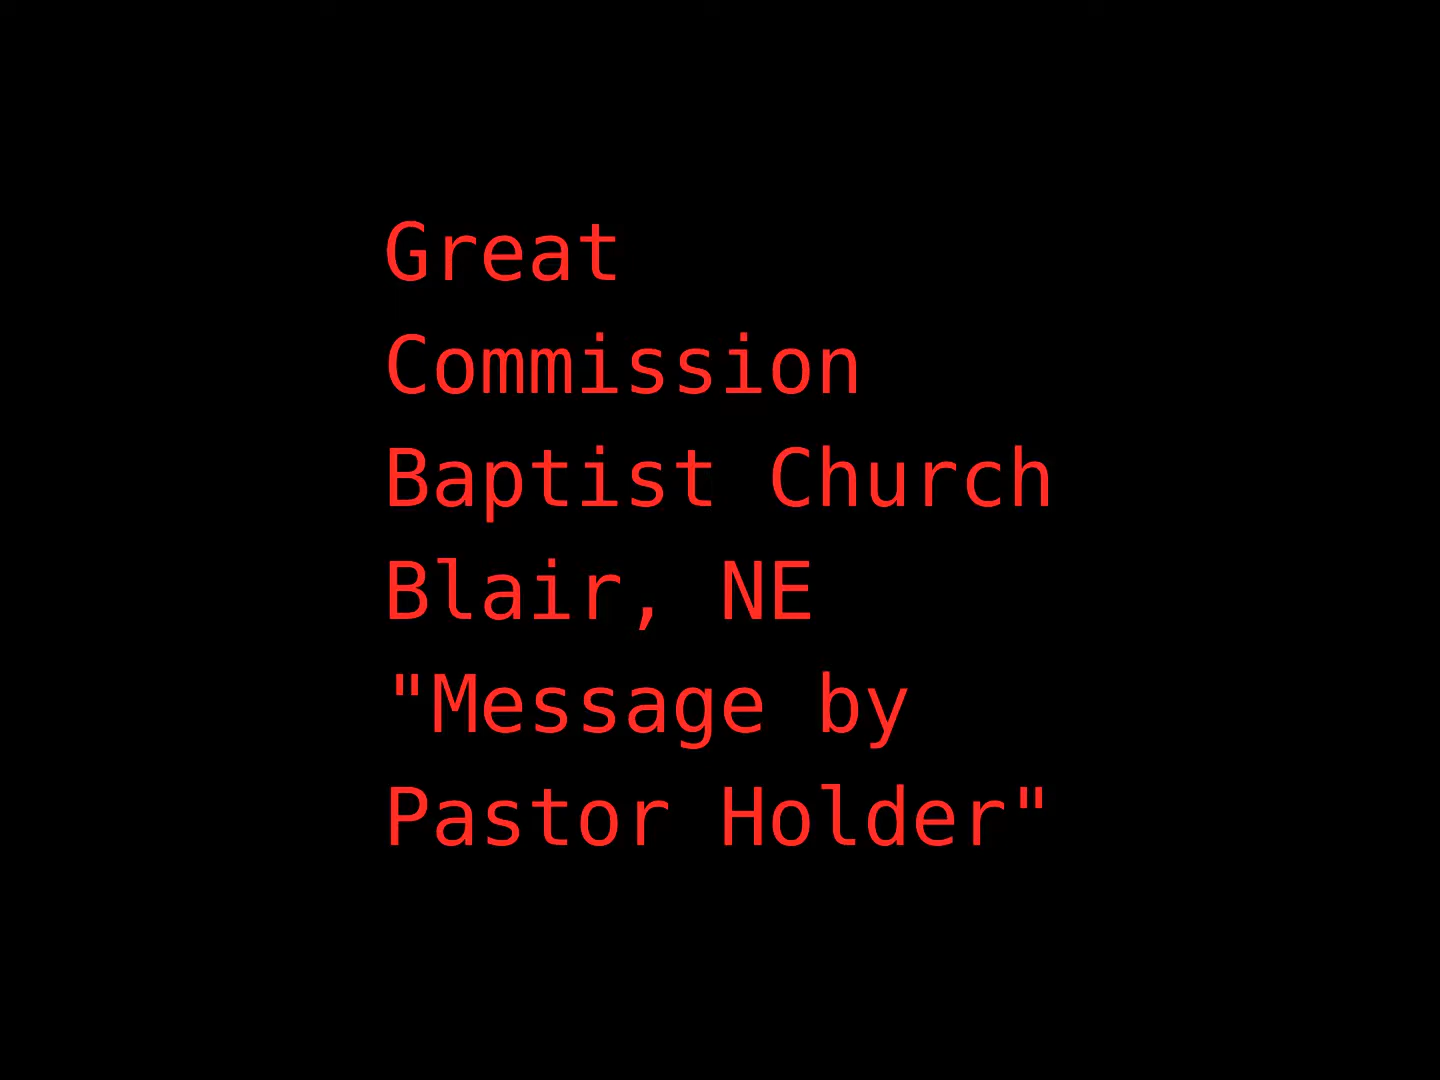 Great
Commission
Baptist Church
Blair, NE
"Message by
Pastor Holder"